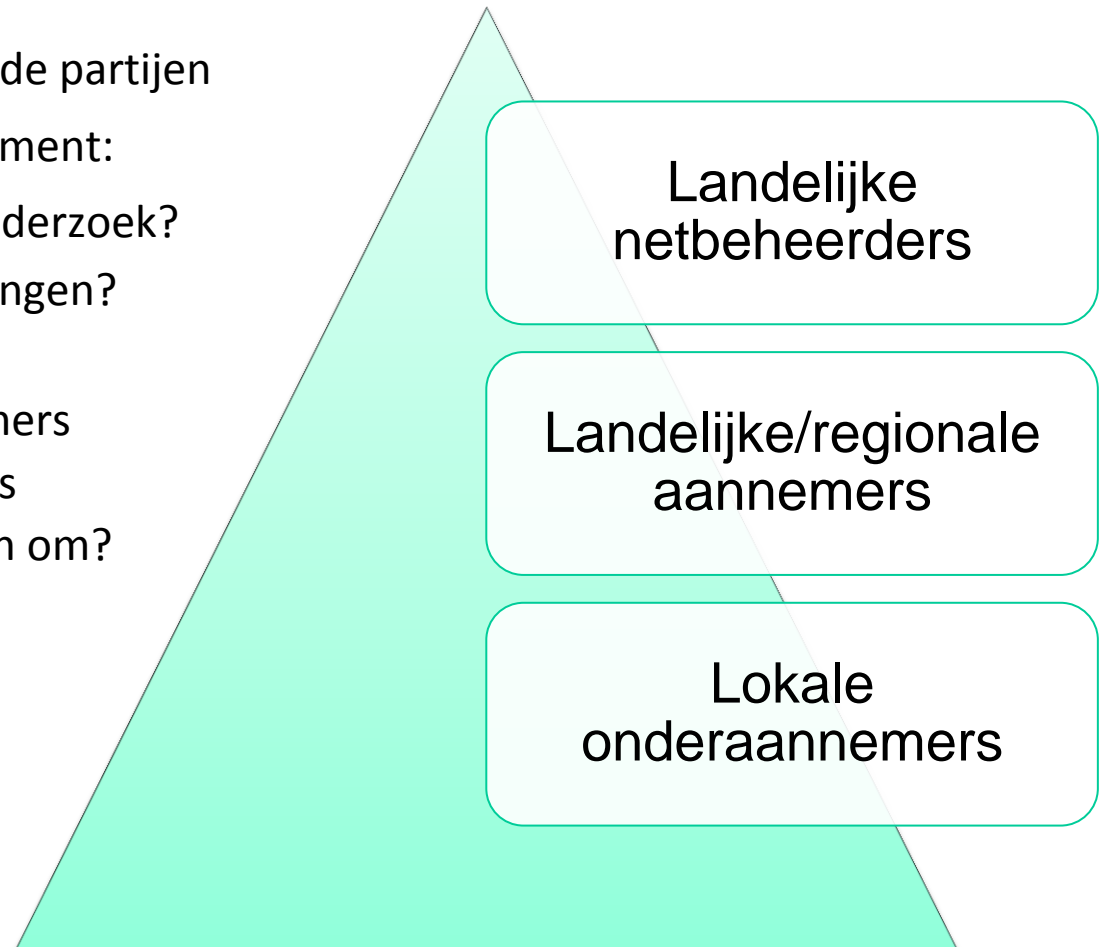 de partijen
ment:
derzoek?
ngen?
ners
s
n om?
Landelijke
netbeheerders
Landelijke/regionale
aannemers
Lokale
onderaannemers